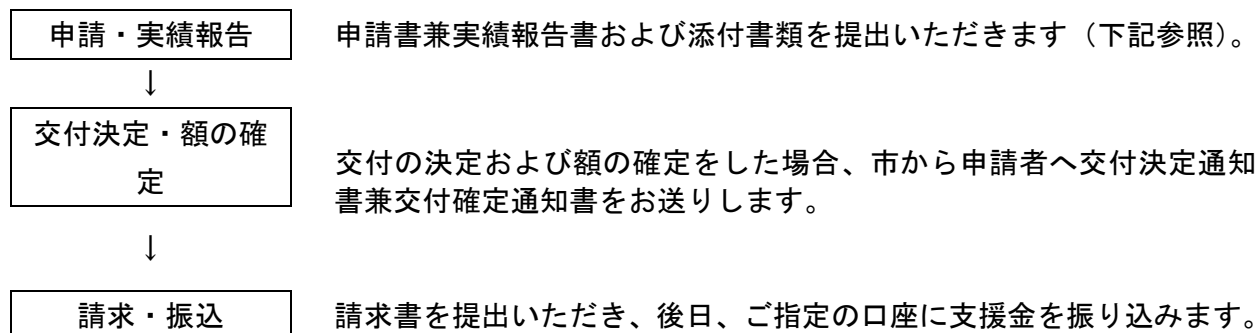 申請・実績報告
申請書兼実績報告書および添付書類を提出いただきます（下記参照）。
↓
交付決定・額の確
定
交付の決定および額の確定をした場合、市から申請者へ交付決定通知
書兼交付確定通知書をお送りします。
↓
請求・振込
請求書を提出いただき、後日、ご指定の口座に支援金を振り込みます。